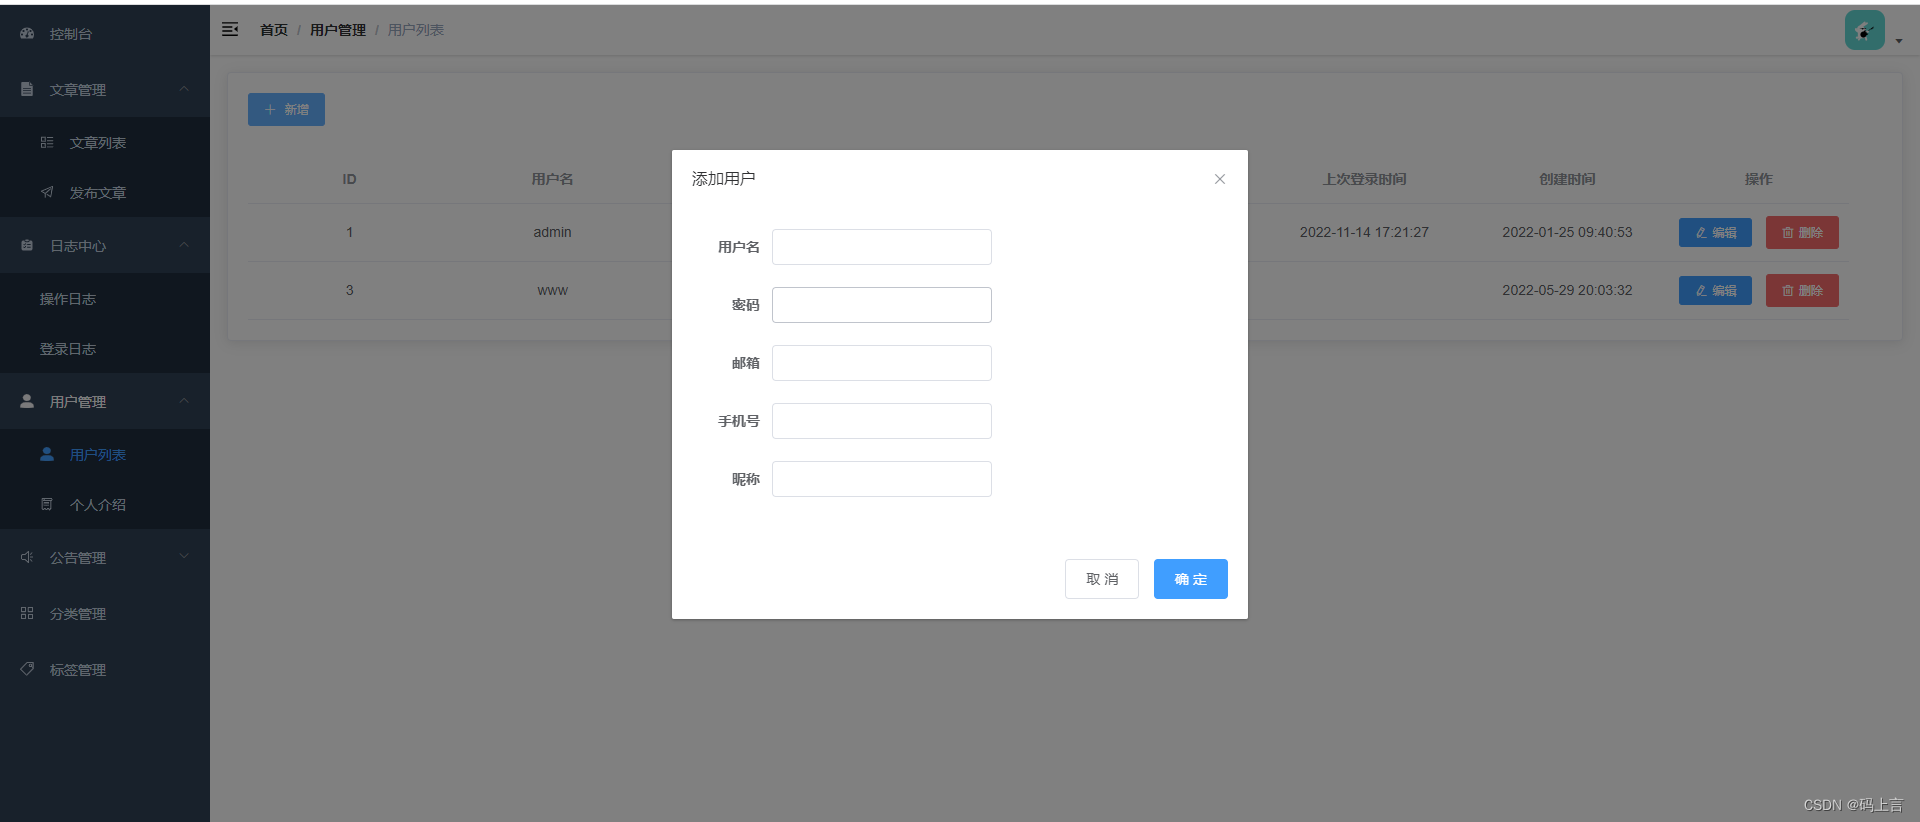 控制台
文章管理
文章列表
发布文章
日志中心
操作日志
登录日志
用户管理
用户列表
个人介绍
公告管理
分类管理
标签管理
首页 / 用户管理 / 用户列表
新增
ID 用户名 上次登录时间 创建时间 操作
1 admin 2022-11-14 17:21:27 2022-01-25 09:40:53 编辑 删除
3 www 2022-05-29 20:03:32 编辑 删除
添加用户
用户名
密码
邮箱
手机号
昵称
取 消 确 定
CSDN @码上言